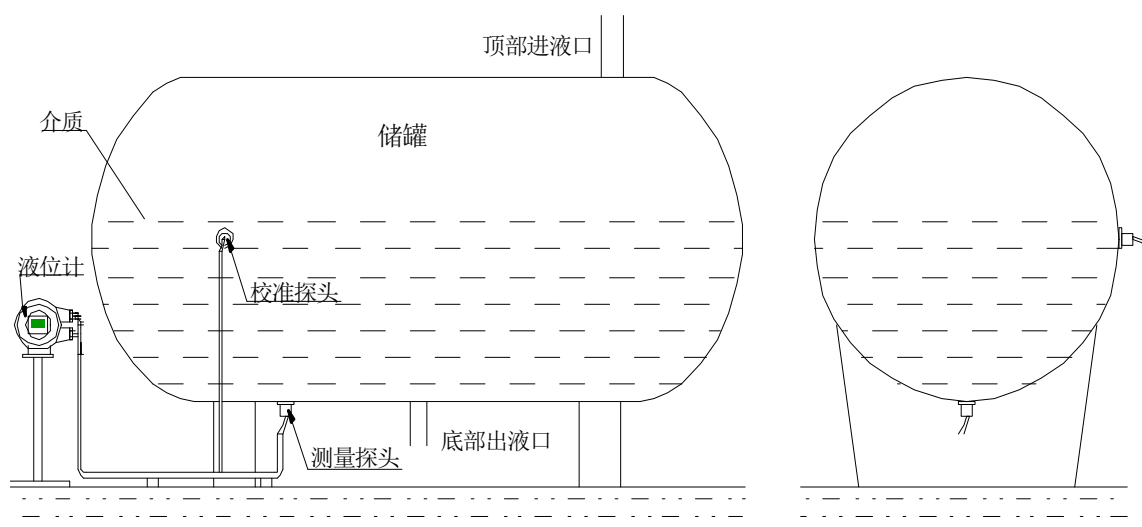 顶部进液口
介质
储罐
液位计
校准探头
底部出液口
测量探头